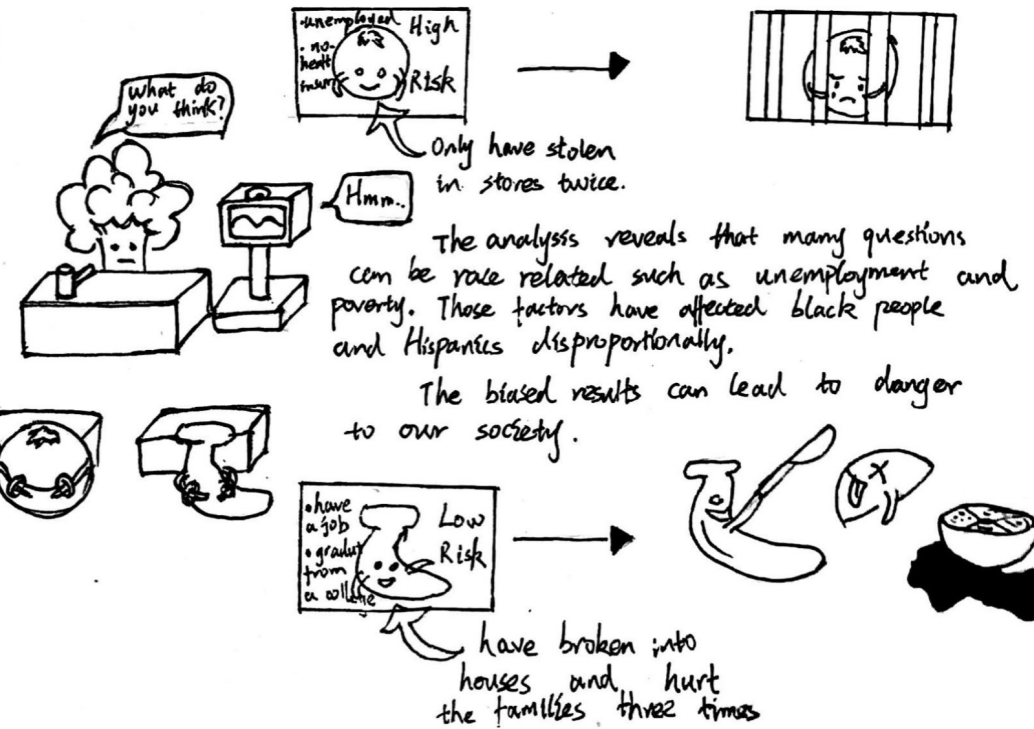 •unemployed
• no-
High
Risk
what do
you think?
Only have stolen
in stores twice.
Hmm..
The analysis reveals that many questions
can be race related such as unemployment and
poverty. Those factors have affected black people
and Hispanics disproportionally.
The biased results can lead to danger
to our society.
•have
a job
•
from
a
Low
Risk
have broken into
houses and hurt
the families three times